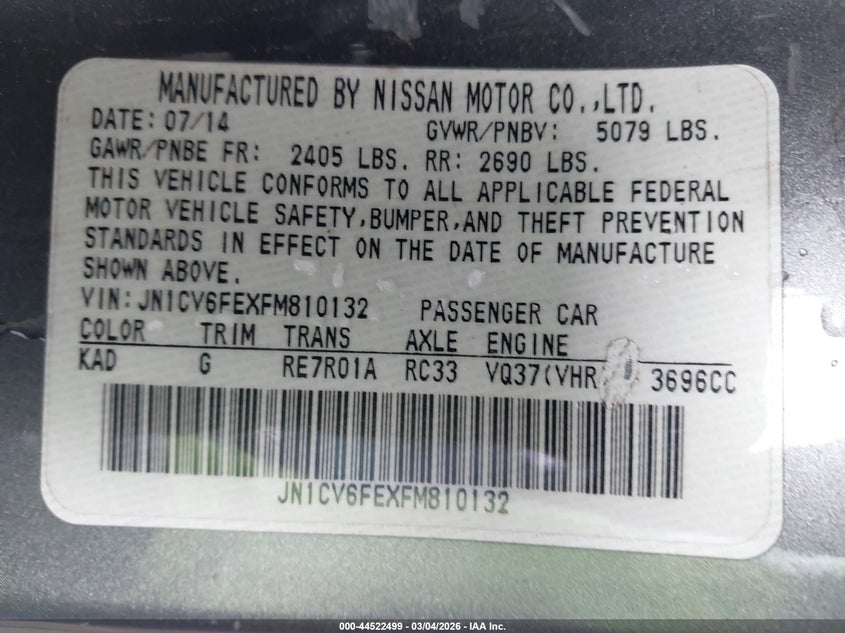 MANUFACTURED BY NISSAN MOTOR CO.,LTD.
DATE: 07/14 GVWR/PNBV: 5079 LBS.
GAWR/PNBE FR: 2405 LBS. RR: 2690 LBS.
THIS VEHICLE CONFORMS TO ALL APPLICABLE FEDERAL
MOTOR VEHICLE SAFETY,BUMPER,AND THEFT PREVENTION
STANDARDS IN EFFECT ON THE DATE OF MANUFACTURE
SHOWN ABOVE.
VIN:JN1CV6FEXFM810132 PASSENGER CAR
COLOR TRIM TRANS AXLE ENGINE
KAD G RE7R01A RC33 VQ37(VHR 3696CC
JN1CV6FEXFM810132
000-44522499 - 03/04/2026 - IAA Inc.